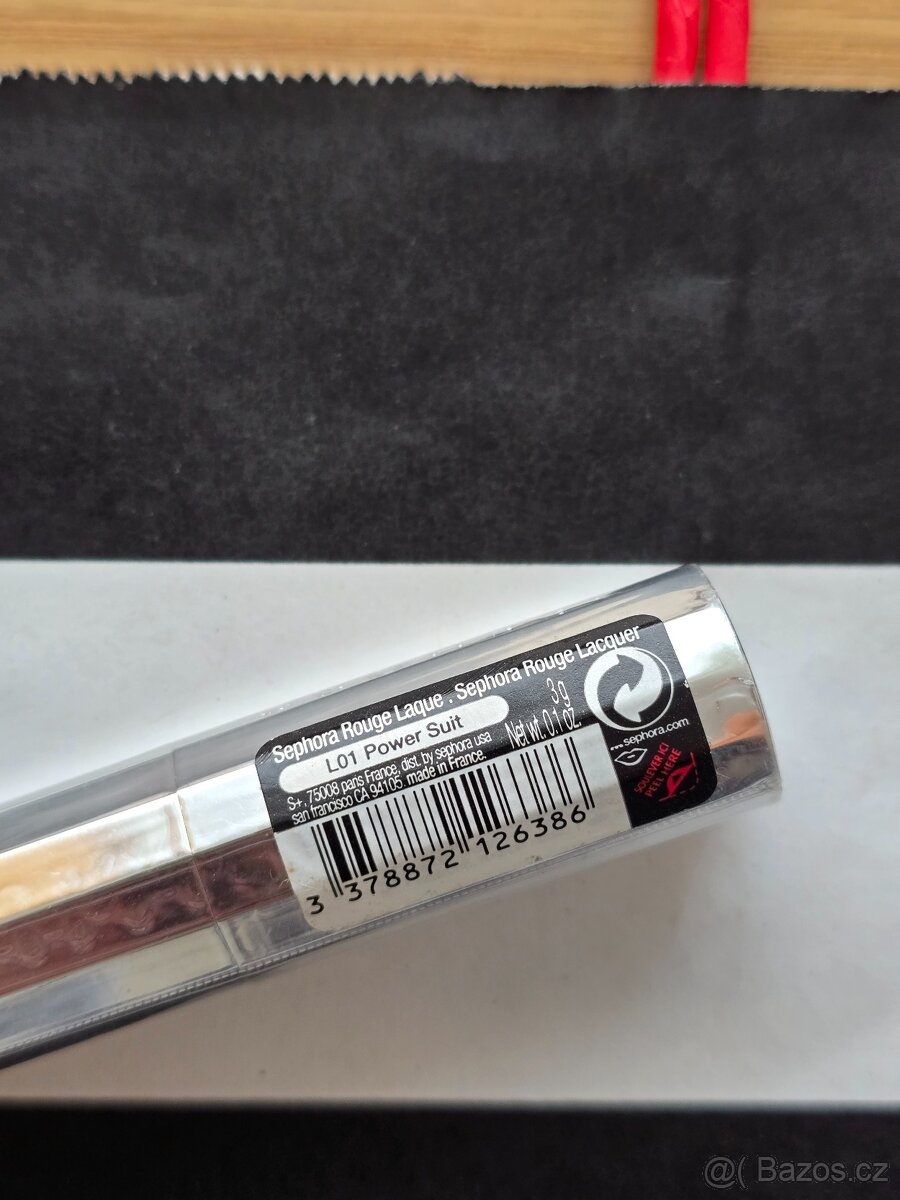 Sephora Rouge Laque . Sephora Rouge Lacquer
L01 Power Suit
3 g
Net wt. 0.1 oz.
S+, 75008 paris France, dist. by sephora usa
san francisco CA 94105. made in France.
...sephora.com
SOULEVER ICI
PEEL HERE
3 378872 126386
@( Bazos.cz